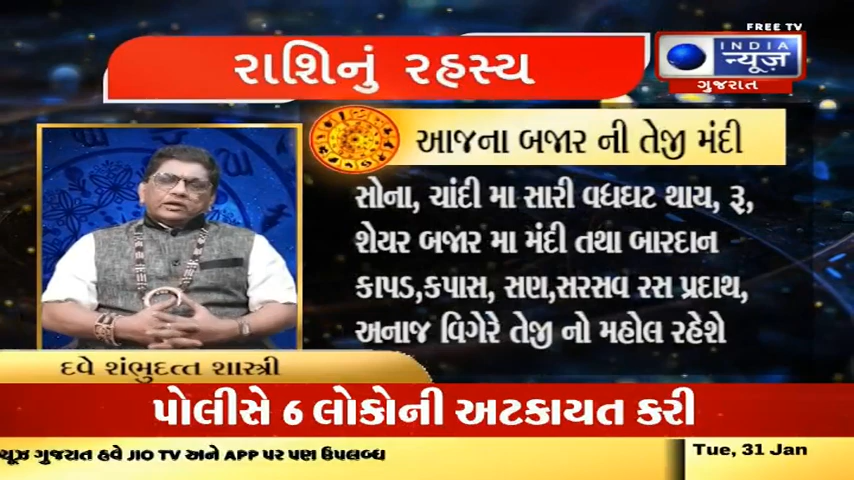 FREE TV
INDIA
न्यूज़
ગુજરાત
રાશિનું રહસ્ય
આજના બજાર ની તેજી મંદી
સોના, ચાંદી મા સારી વધઘટ થાય, રૂ,
શેયર બજાર મા મંદી તથા બારદાન
કાપડ,કપાસ, સણ,સરસવ રસ પ્રદાથ,
અનાજ વિગેરે તેજી નો મહોલ રહેશે
દવે શંભુદત્ત શાસ્ત્રી
પોલીસે 6 લોકોની અટકાયત કરી
ન્યૂઝ ગુજરાત હવે JIO TV અને APP પર પણ ઉપલબ્ધ
Tue, 31 Jan